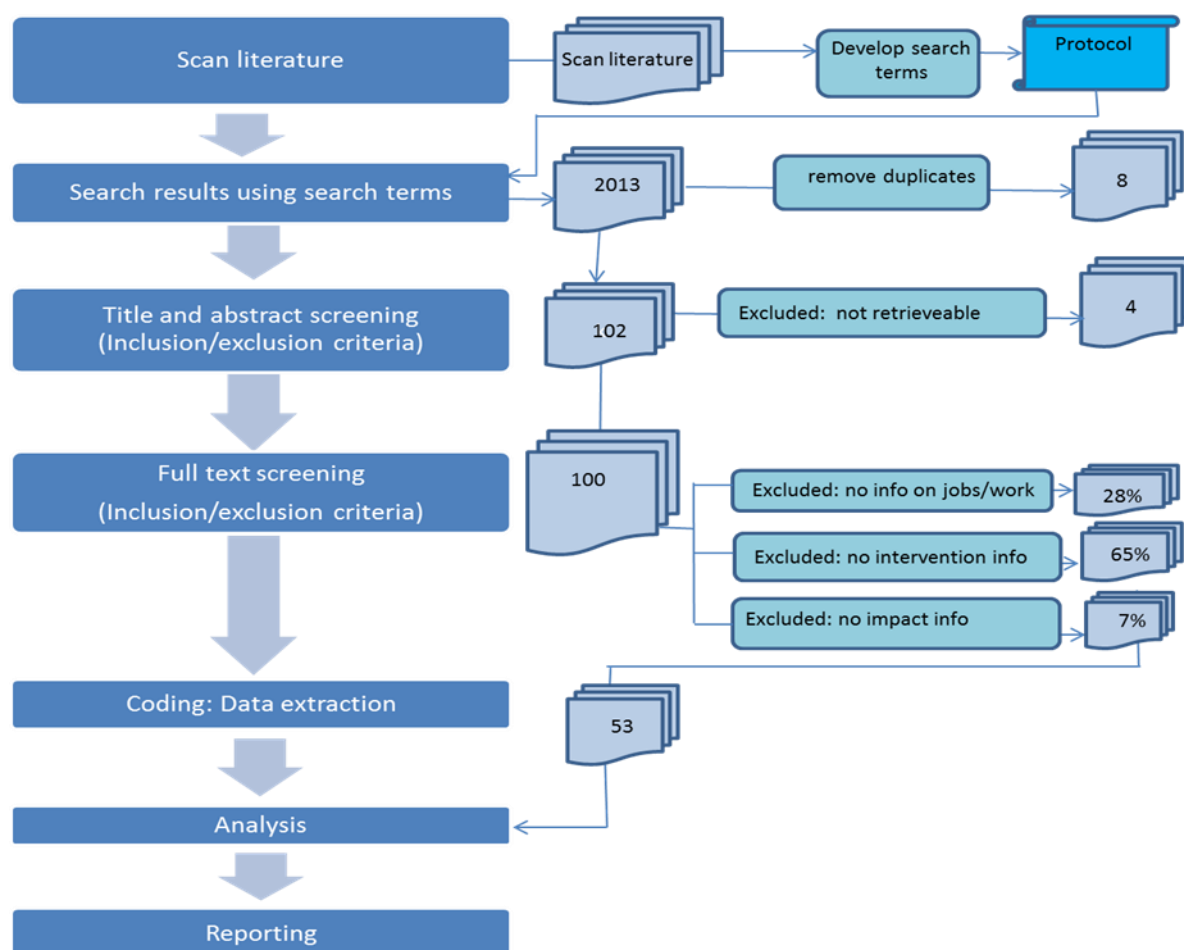 Scan literature
Scan literature
Develop search
terms
Protocol
Search results using search terms
2013
remove duplicates
8
Title and abstract screening
(Inclusion/exclusion criteria)
102
Excluded:  not retrieveable
4
Full text screening
(Inclusion/exclusion criteria)
100
Excluded: no info on jobs/work
28%
Excluded: no intervention info
65%
Excluded: no impact info
7%
Coding: Data extraction
53
Analysis
Reporting